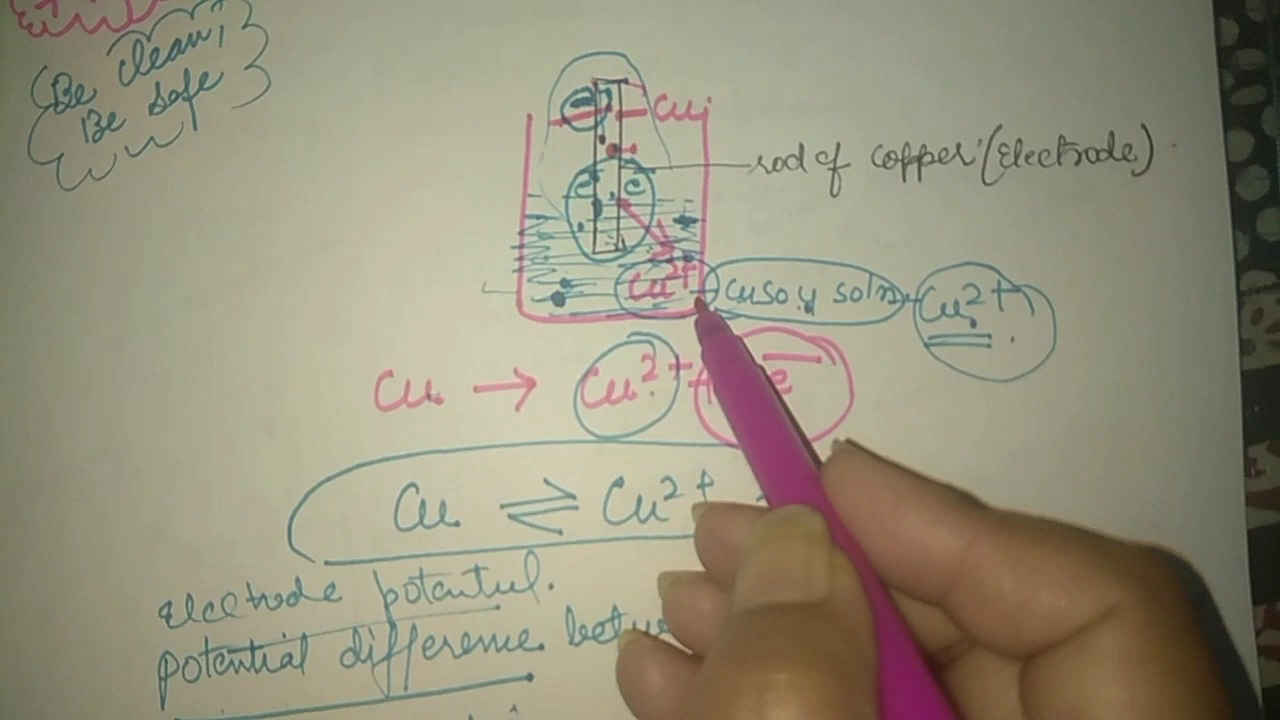 Be clean,
Be safe
Cu
rod of copper (Electrode)
Cu²⁺
CuSO₄ soln
Cu²⁺
Cu → Cu²⁺ + e⁻
Cu ⇌ Cu²⁺
Electrode potential.
potential difference